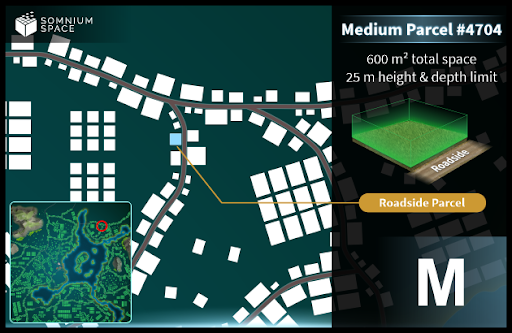 SOMNIUM
SPACE
Medium Parcel #4704
600 m² total space
25 m height & depth limit
Roadside
Roadside Parcel
M